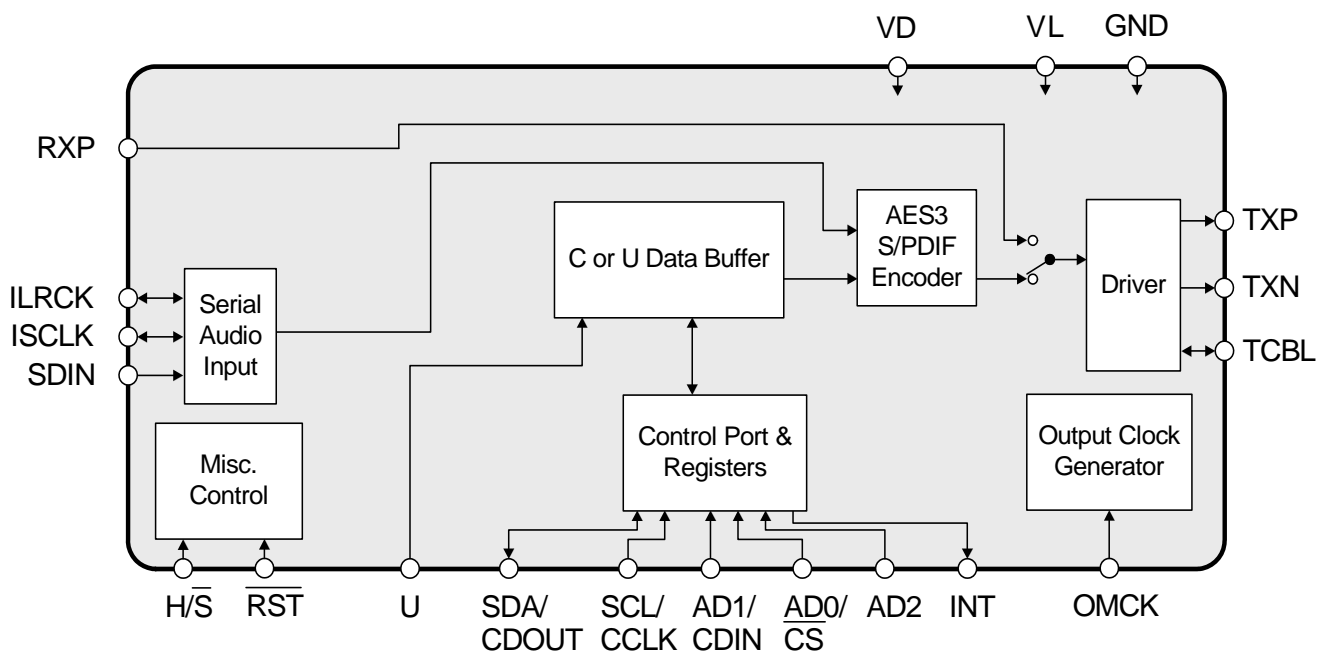 VD VL GND
RXP
AES3
S/PDIF
Encoder
TXP
C or U Data Buffer
Driver
TXN
ILRCK
Serial
Audio
Input
ISCLK
TCBL
SDIN
Control Port &
Registers
Output Clock
Generator
Misc.
Control
H/S̅
R̅S̅T̅
U
SDA/
CDOUT
SCL/
CCLK
AD1/
CDIN
AD0/
C̅S̅
AD2
INT
OMCK